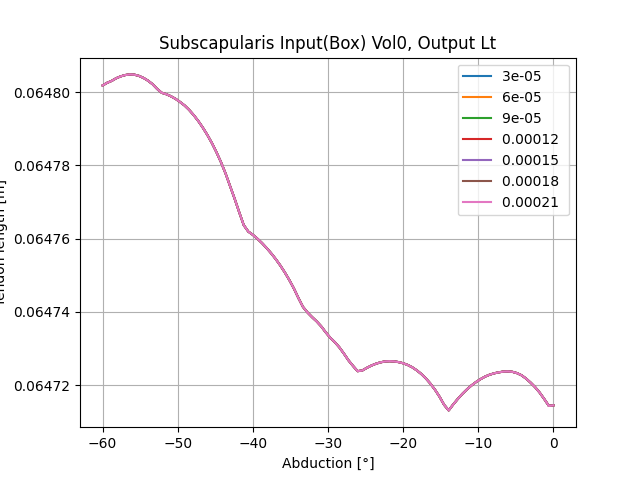 Subscapularis Input(Box) Vol0, Output Lt
0.06480
0.06478
0.06476
0.06474
0.06472
length [m]
3e-05
6e-05
9e-05
0.00012
0.00015
0.00018
0.00021
−60
−50
−40
−30
−20
−10
0
Abduction [°]